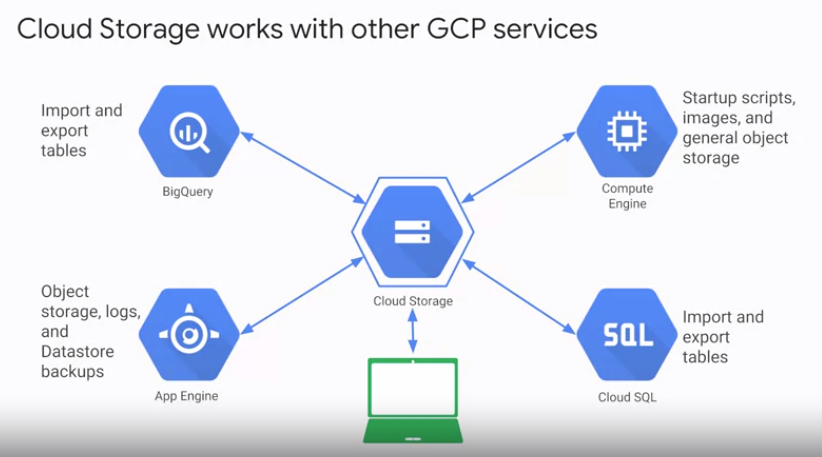 Cloud Storage works with other GCP services
Import and
export
tables
BigQuery
Startup scripts,
images, and
general object
storage
Compute
Engine
Cloud Storage
Object
storage, logs,
and
Datastore
backups
App Engine
SQL
Import and
export
tables
Cloud SQL